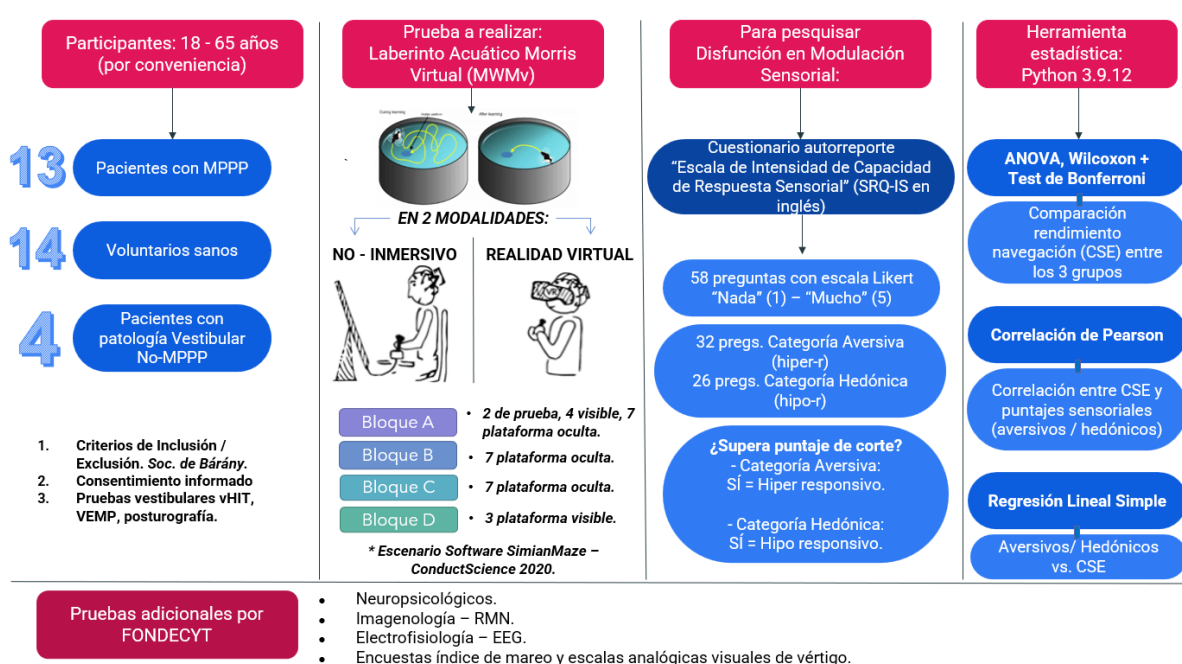 Participantes: 18 - 65 años
(por conveniencia)
13
Pacientes con MPPP
14
Voluntarios sanos
4
Pacientes con
patología Vestibular
No-MPPP
1. Criterios de Inclusión /
Exclusión. Soc. de Bárány.
2. Consentimiento informado
3. Pruebas vestibulares vHIT,
VEMP, posturografía.
Prueba a realizar:
Laberinto Acuático Morris
Virtual (MWMv)
During learning
After learning
EN 2 MODALIDADES:
NO - INMERSIVO
REALIDAD VIRTUAL
Bloque A
• 2 de prueba, 4 visible, 7
plataforma oculta.
Bloque B
• 7 plataforma oculta.
Bloque C
• 7 plataforma oculta.
Bloque D
• 3 plataforma visible.
* Escenario Software SimianMaze –
ConductScience 2020.
Para pesquisar
Disfunción en Modulación
Sensorial:
Cuestionario autorreporte
“Escala de Intensidad de Capacidad
de Respuesta Sensorial” (SRQ-IS en
inglés)
58 preguntas con escala Likert
“Nada” (1) – “Mucho” (5)
32 pregs. Categoría Aversiva
(hiper-r)
26 pregs. Categoría Hedónica
(hipo-r)
¿Supera puntaje de corte?
- Categoría Aversiva:
SÍ = Hiper responsivo.
- Categoría Hedónica:
SÍ = Hipo responsivo.
Herramienta
estadística:
Python 3.9.12
ANOVA, Wilcoxon +
Test de Bonferroni
Comparación
rendimiento
navegación (CSE) entre
los 3 grupos
Correlación de Pearson
Correlación entre CSE y
puntajes sensoriales
(aversivos / hedónicos)
Regresión Lineal Simple
Aversivos/ Hedónicos
vs. CSE
Pruebas adicionales por
FONDECYT
• Neuropsicológicos.
• Imagenología – RMN.
• Electrofisiología – EEG.
• Encuestas índice de mareo y escalas analógicas visuales de vértigo.